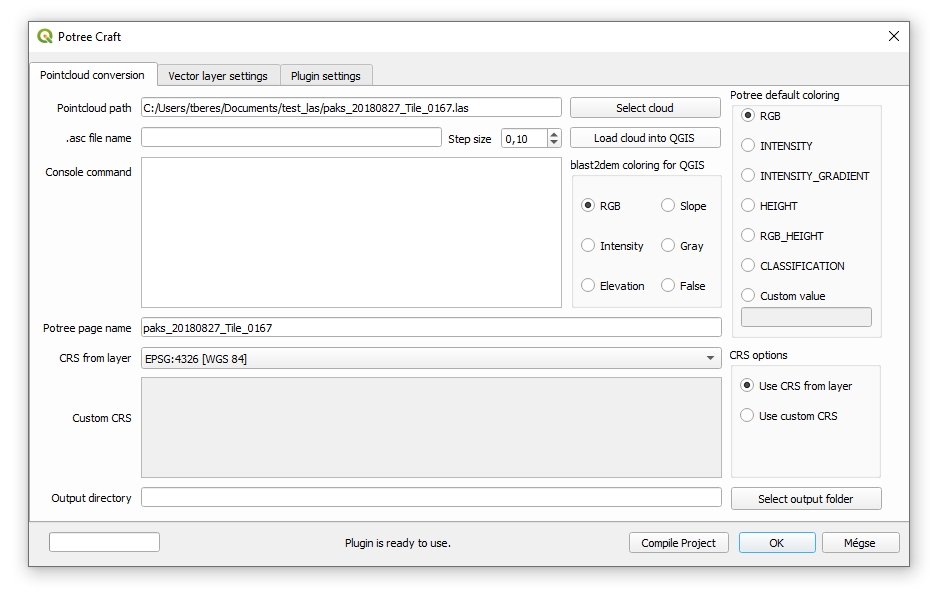 Potree Craft
Pointcloud conversion
Vector layer settings
Plugin settings
Pointcloud path
C:/Users/tberes/Documents/test_las/paks_20180827_Tile_0167.las
Select cloud
.asc file name
Step size
0,10
Load cloud into QGIS
Console command
blast2dem coloring for QGIS
RGB
Slope
Intensity
Gray
Elevation
False
Potree default coloring
RGB
INTENSITY
INTENSITY_GRADIENT
HEIGHT
RGB_HEIGHT
CLASSIFICATION
Custom value
Potree page name
paks_20180827_Tile_0167
CRS from layer
EPSG:4326 [WGS 84]
CRS options
Use CRS from layer
Use custom CRS
Custom CRS
Output directory
Select output folder
Plugin is ready to use.
Compile Project
OK
Mégse